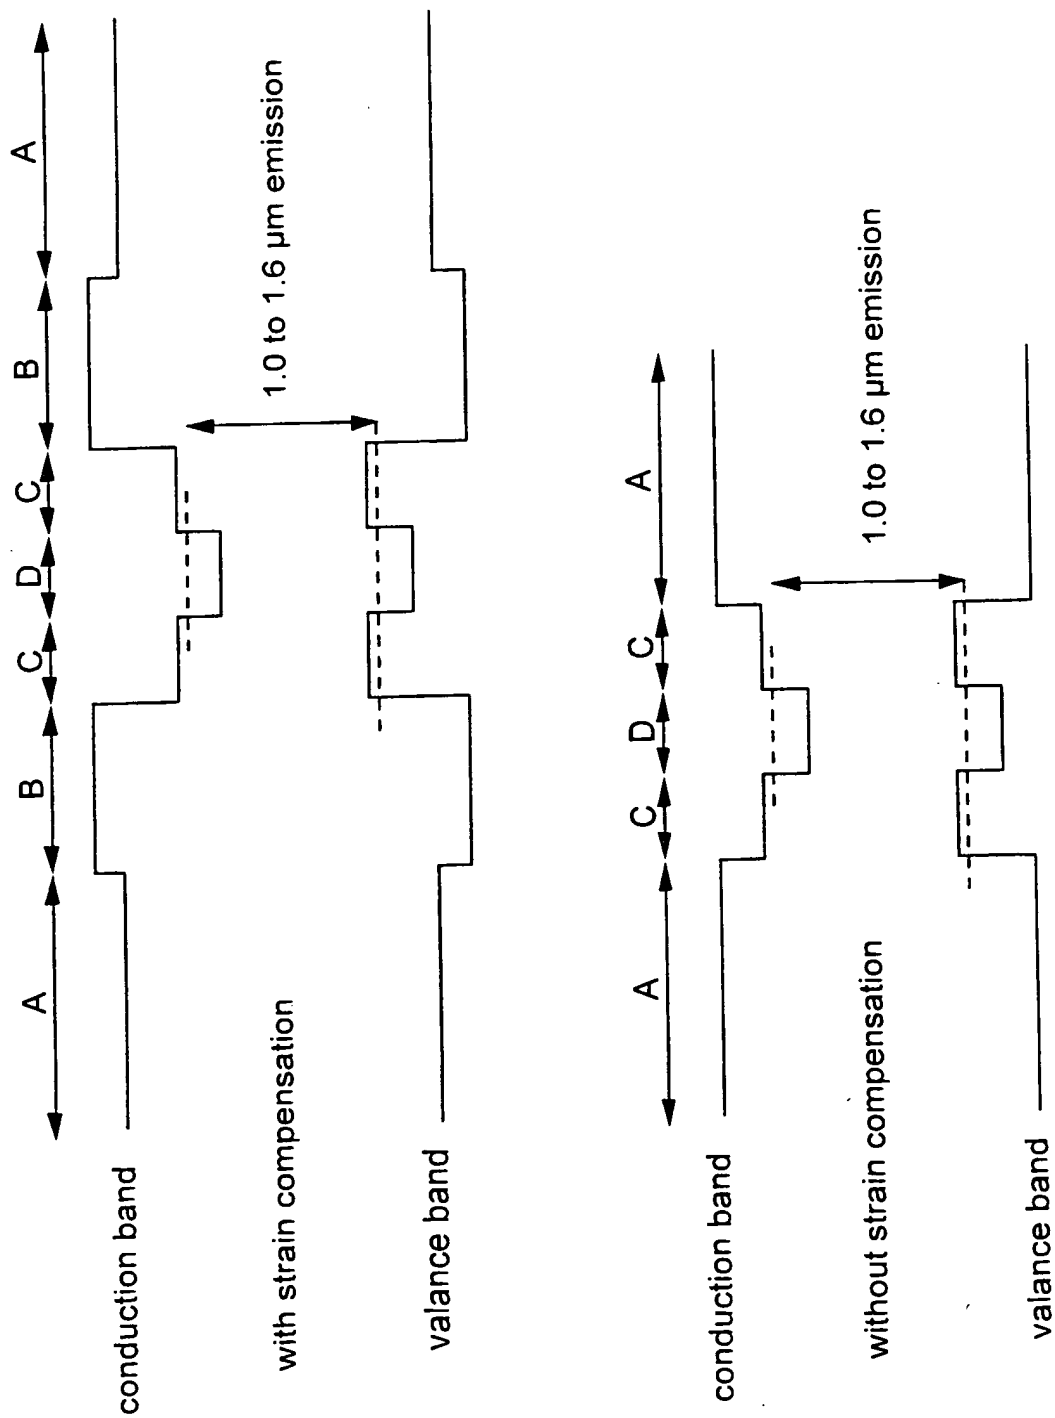 A
B
C
D
C
B
A
conduction band
with strain compensation
1.0 to 1.6 µm emission
valance band
A
C
D
C
A
conduction band
without strain compensation
1.0 to 1.6 µm emission
valance band